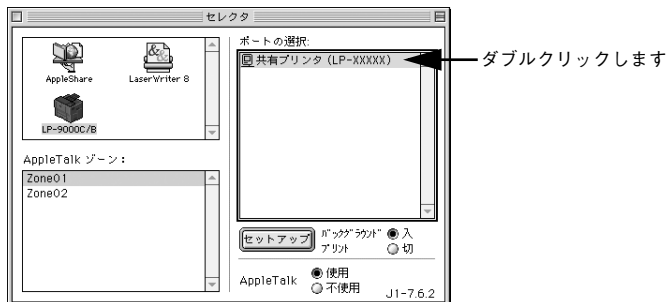 セレクタ
AppleShare
LaserWriter 8
LP-9000C/B
AppleTalk ゾーン：
Zone01
Zone02
ポートの選択:
共有プリンタ (LP-XXXXX)
ダブルクリックします
セットアップ
バックグラウンド
プリント
入
切
AppleTalk
使用
不使用
J1-7.6.2